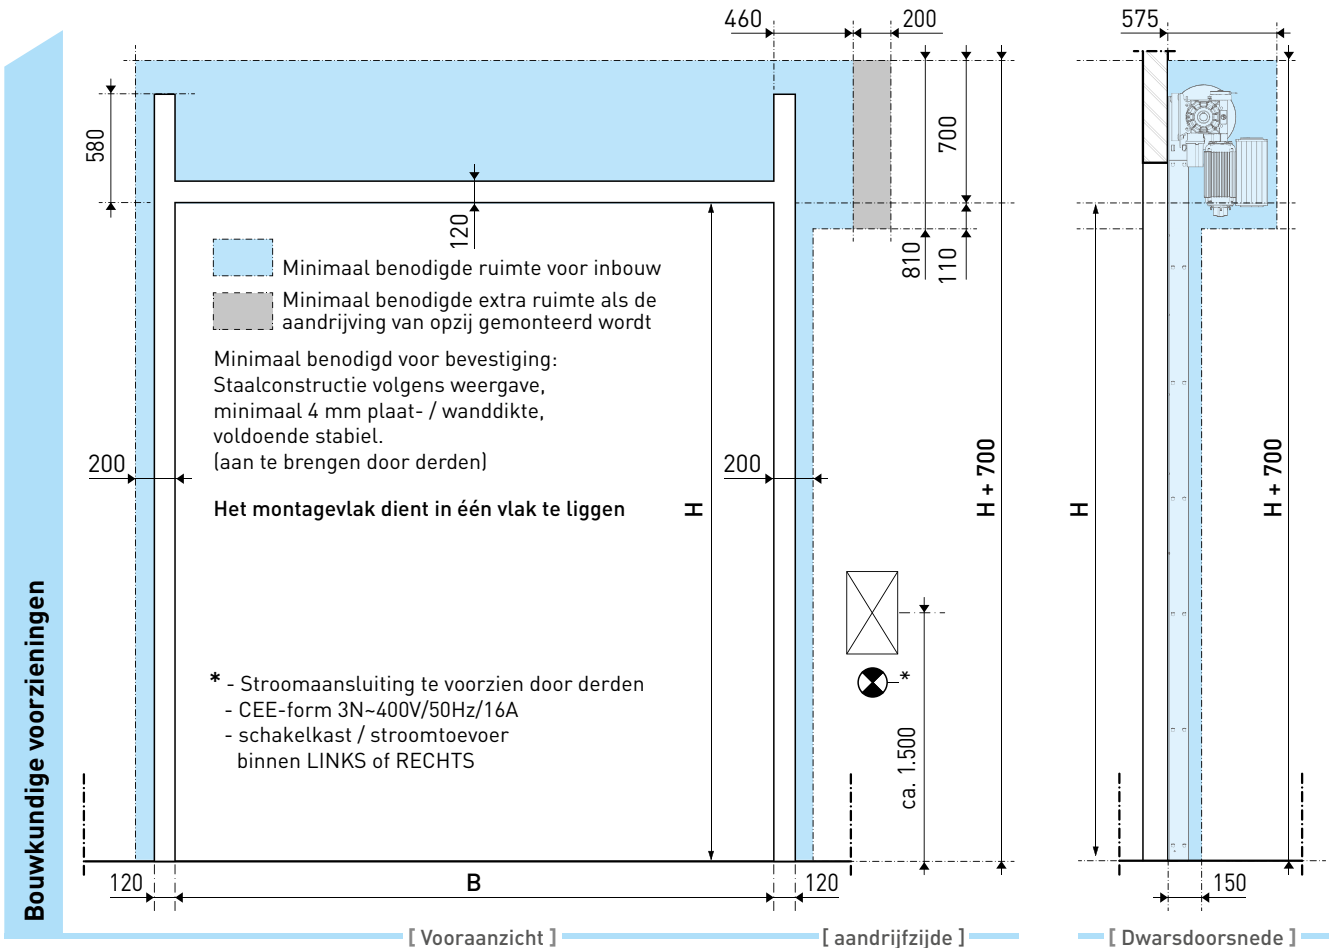 460
200
575
580
700
120
810
110
Minimaal benodigde ruimte voor inbouw
Minimaal benodigde extra ruimte als de
aandrijving van opzij gemonteerd wordt
Minimaal benodigd voor bevestiging:
Staalconstructie volgens weergave,
minimaal 4 mm plaat- / wanddikte,
voldoende stabiel.
(aan te brengen door derden)
200
200
Het montagevlak dient in één vlak te liggen
H
H + 700
H
H + 700
* - Stroomaansluiting te voorzien door derden
- CEE-form 3N~400V/50Hz/16A
- schakelkast / stroomtoevoer
binnen LINKS of RECHTS
*
ca. 1.500
Bouwkundige voorzieningen
120
B
120
150
[ Vooraanzicht ]
[ aandrijfzijde ]
[ Dwarsdoorsnede ]